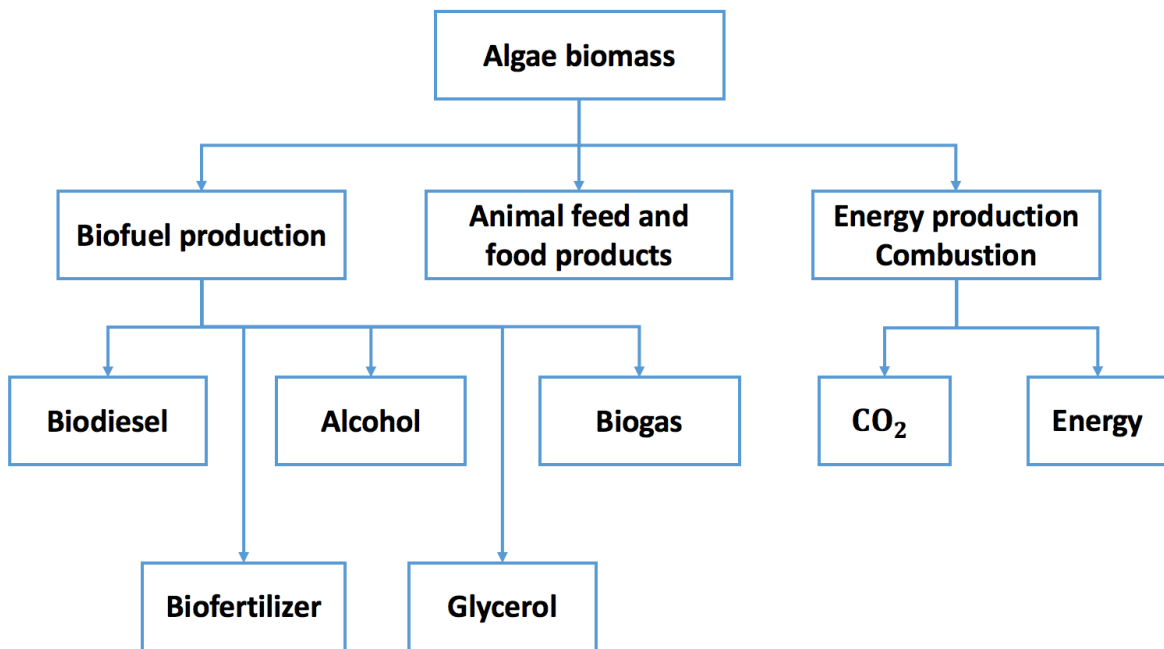 Algae biomass
Biofuel production
Animal feed and
food products
Energy production
Combustion
Biodiesel
Alcohol
Biogas
CO₂
Energy
Biofertilizer
Glycerol